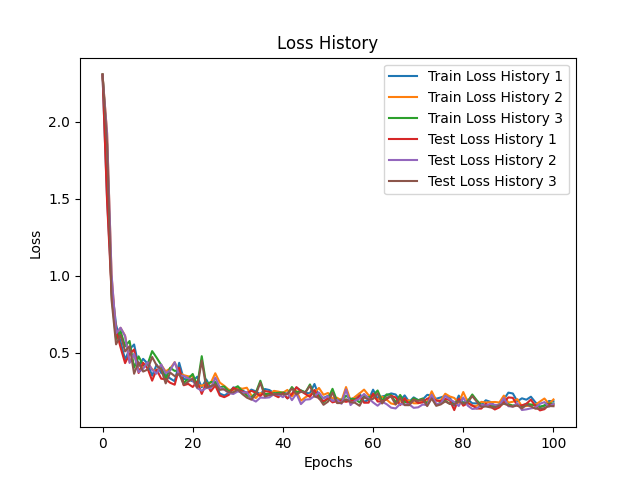 Loss History
Train Loss History 1
Train Loss History 2
Train Loss History 3
Test Loss History 1
Test Loss History 2
Test Loss History 3
Loss
2.0
1.5
1.0
0.5
0 20 40 60 80 100
Epochs